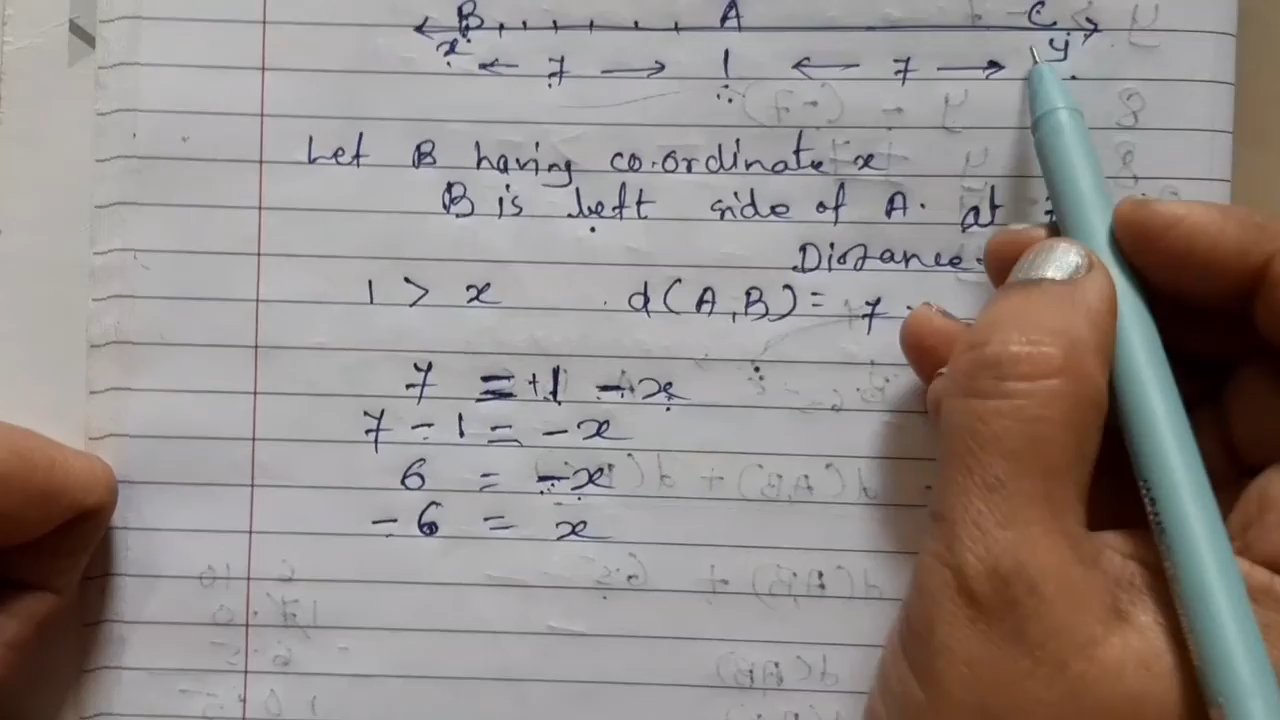 B A C
x ← 7 → 1 ← 7 → y
Let B having co.ordinate x
B is left side of A. at
Distance.
1 > x d(A,B) = 7
7 = +1 - x
7 - 1 = -x
6 = -x
-6 = x